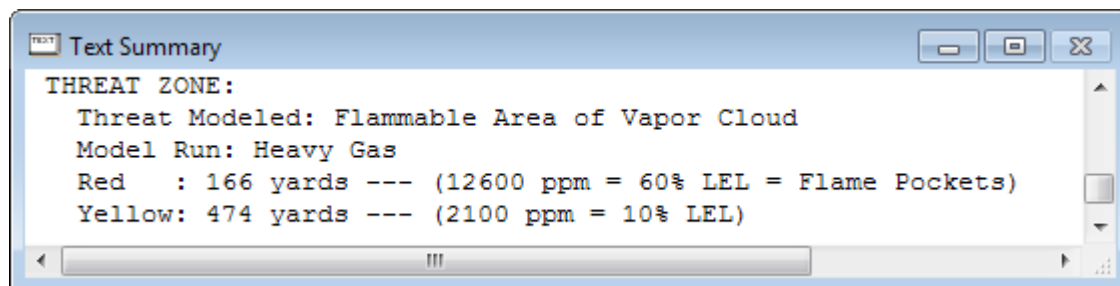 Text Summary
THREAT ZONE:
Threat Modeled: Flammable Area of Vapor Cloud
Model Run: Heavy Gas
Red   : 166 yards --- (12600 ppm = 60% LEL = Flame Pockets)
Yellow: 474 yards --- (2100 ppm = 10% LEL)